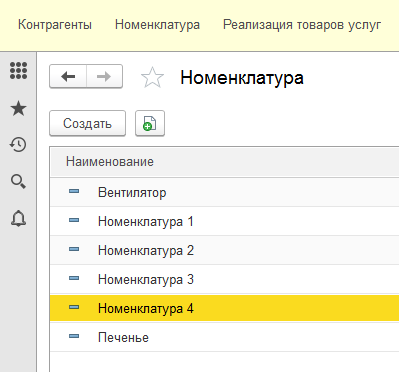 Контрагенты Номенклатура Реализация товаров услуг
Номенклатура
Создать
Наименование
Вентилятор
Номенклатура 1
Номенклатура 2
Номенклатура 3
Номенклатура 4
Печенье